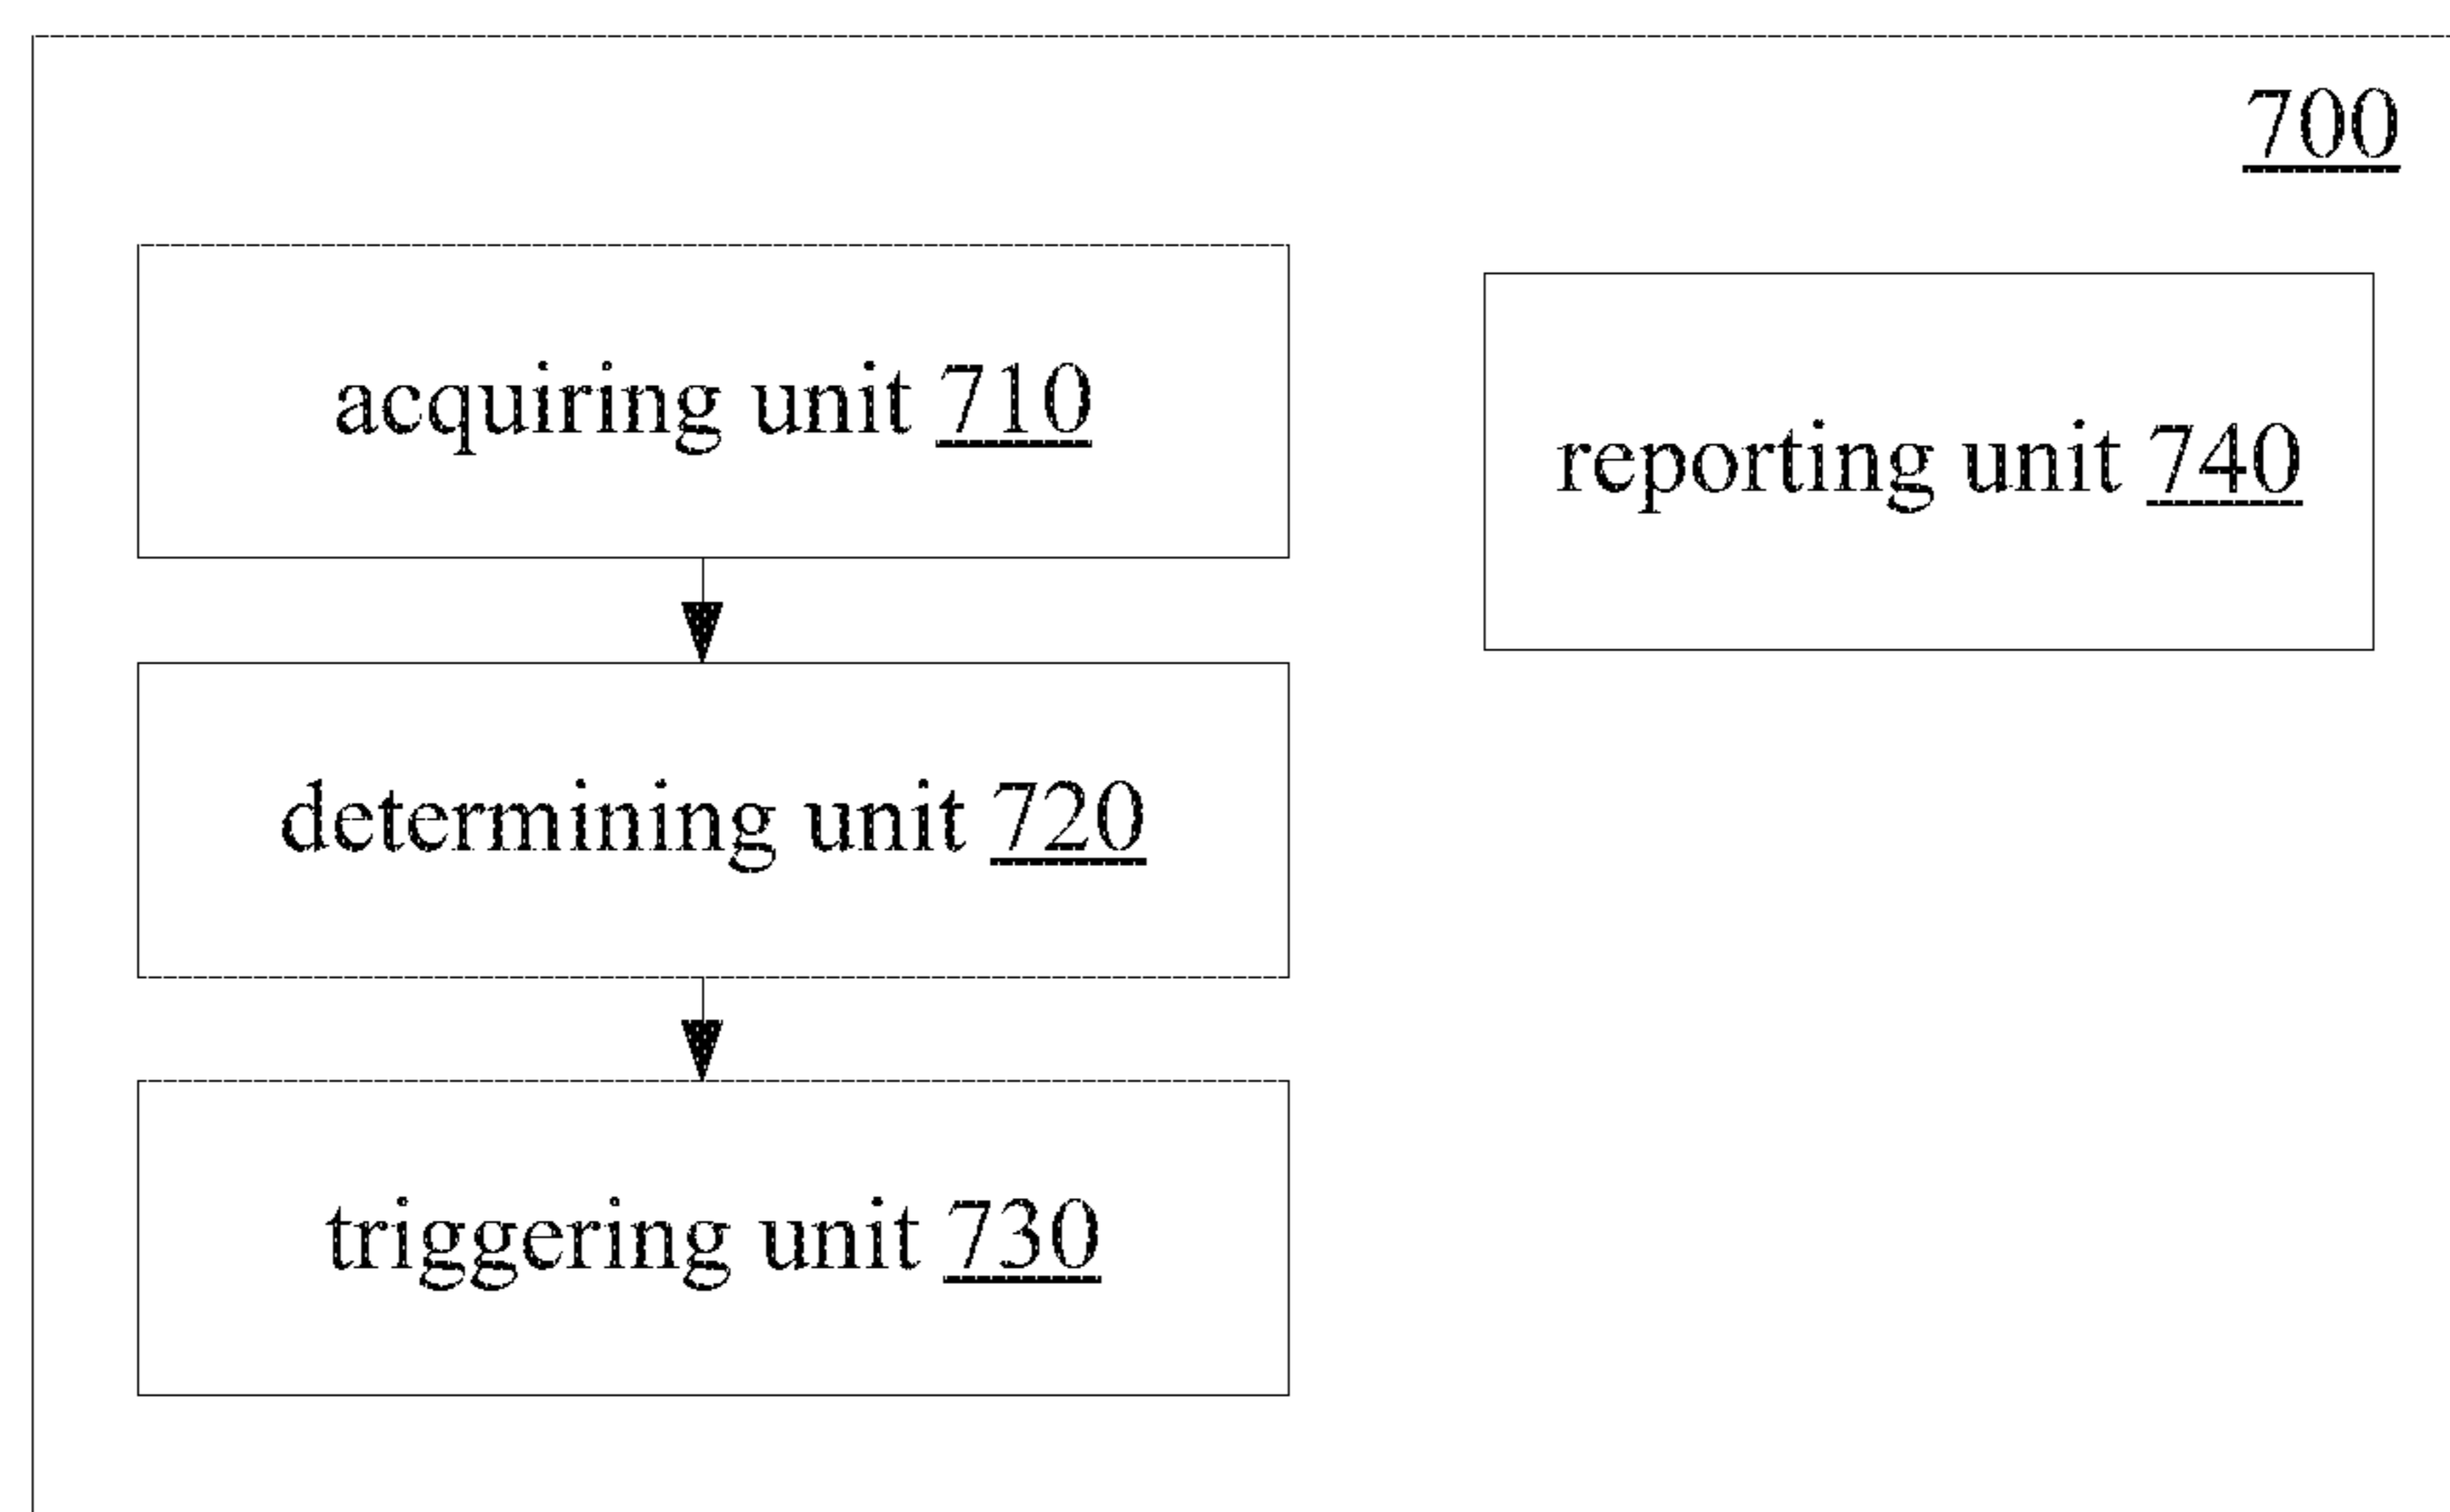 700
acquiring unit 710
reporting unit 740
determining unit 720
triggering unit 730